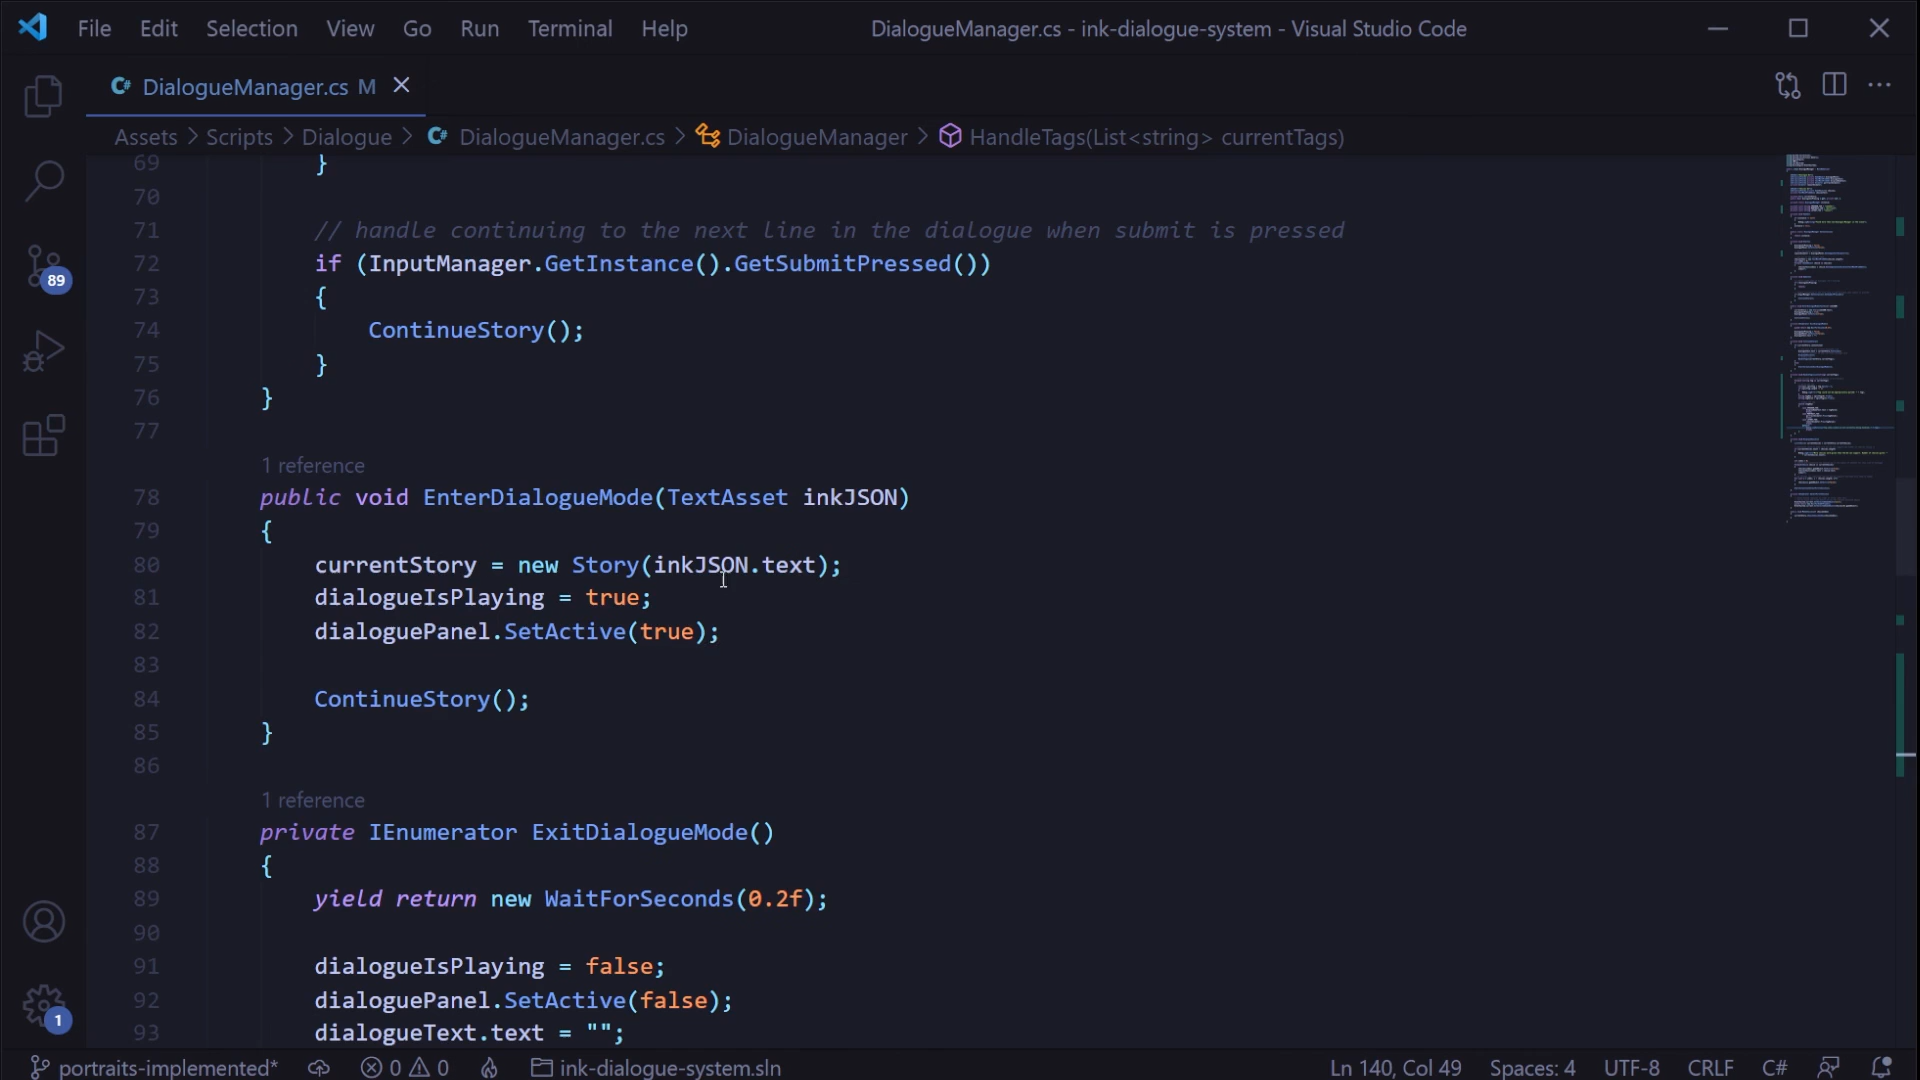 File Edit Selection View Go Run Terminal Help DialogueManager.cs - ink-dialogue-system - Visual Studio Code
C# DialogueManager.cs M
Assets > Scripts > Dialogue > C# DialogueManager.cs > DialogueManager > HandleTags(List<string> currentTags)
69 }
70
71 // handle continuing to the next line in the dialogue when submit is pressed
72 if (InputManager.GetInstance().GetSubmitPressed())
73 {
74 ContinueStory();
75 }
76 }
77
1 reference
78 public void EnterDialogueMode(TextAsset inkJSON)
79 {
80 currentStory = new Story(inkJSON.text);
81 dialogueIsPlaying = true;
82 dialoguePanel.SetActive(true);
83
84 ContinueStory();
85 }
86
1 reference
87 private IEnumerator ExitDialogueMode()
88 {
89 yield return new WaitForSeconds(0.2f);
90
91 dialogueIsPlaying = false;
92 dialoguePanel.SetActive(false);
93 dialogueText.text = "";
89
1
portraits-implemented* 0 0 ink-dialogue-system.sln Ln 140, Col 49 Spaces: 4 UTF-8 CRLF C#